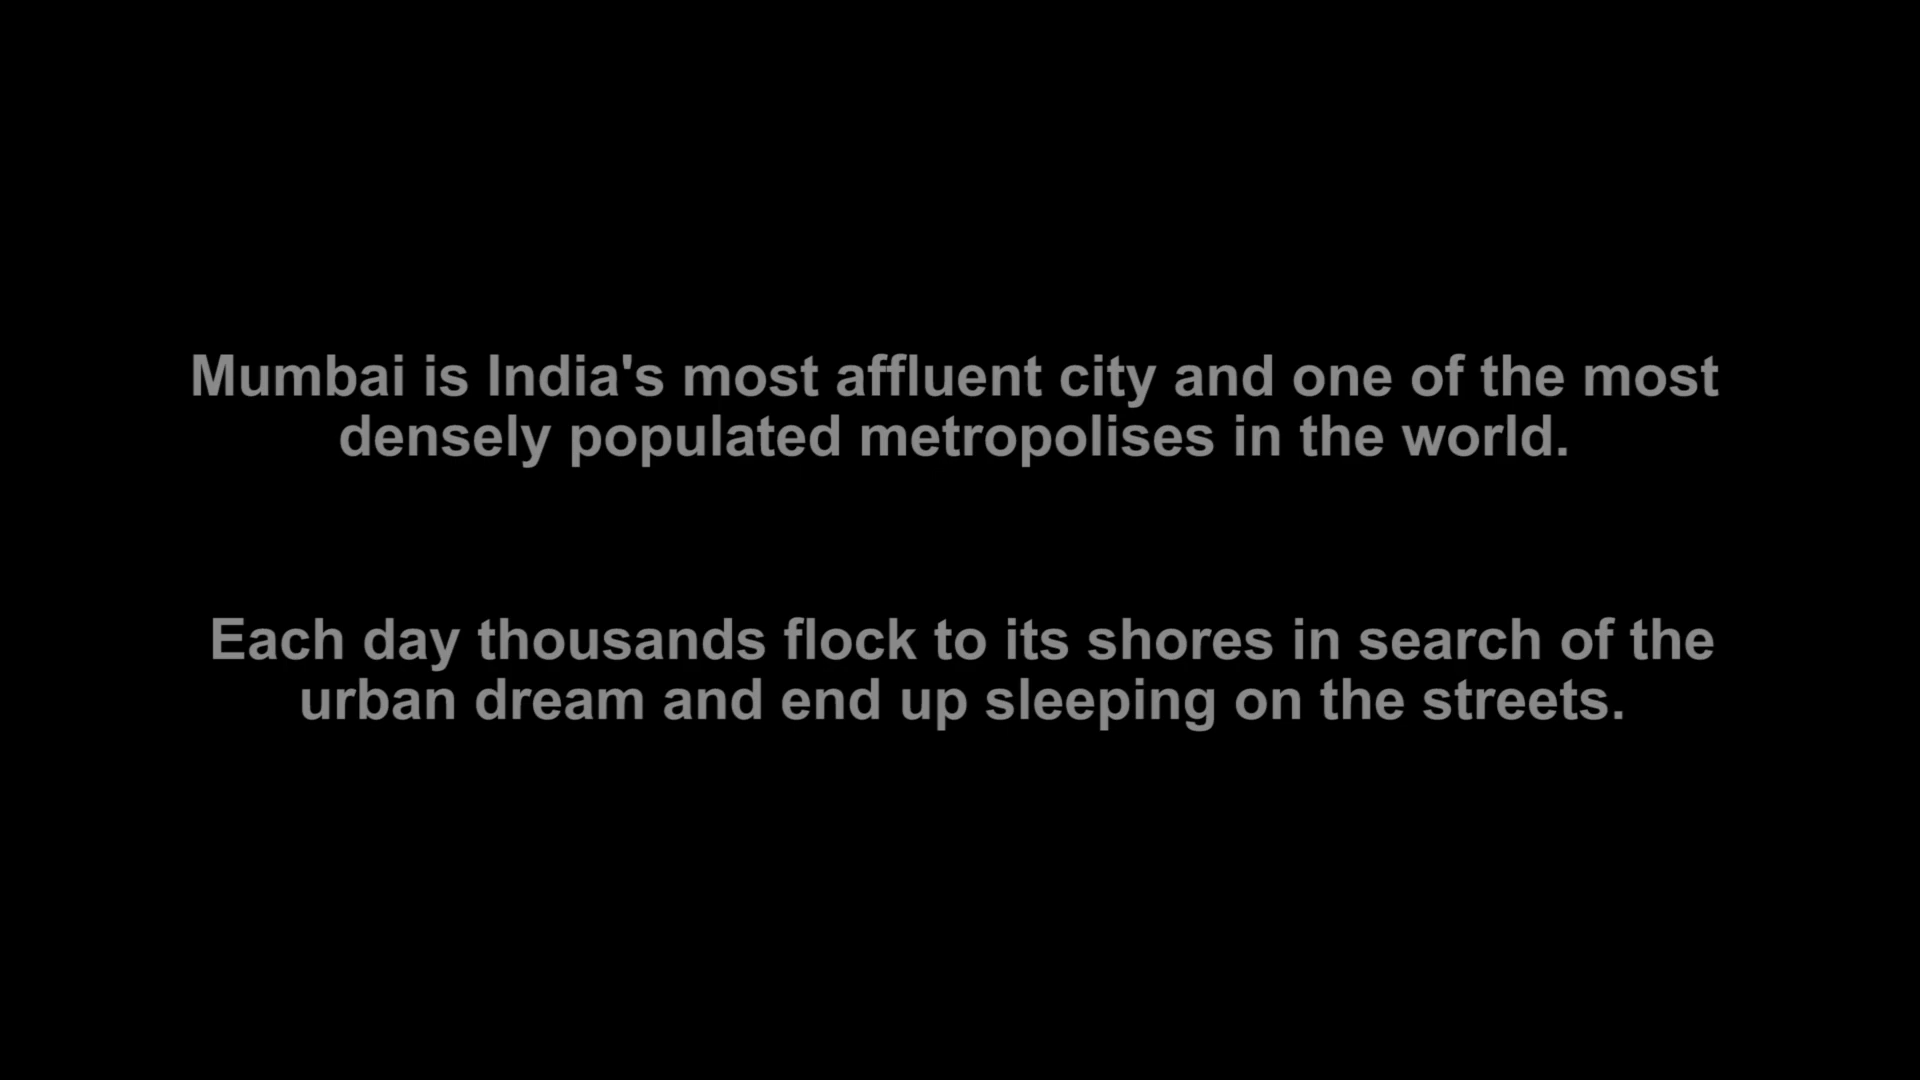 Mumbai is India's most affluent city and one of the most
densely populated metropolises in the world.
Each day thousands flock to its shores in search of the
urban dream and end up sleeping on the streets.